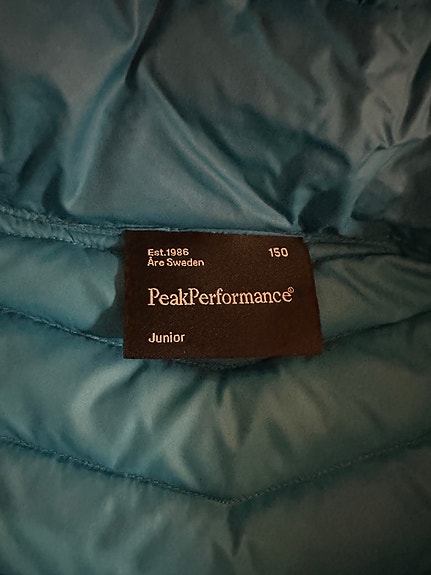 Est.1986 150
Åre Sweden
PeakPerformance®
Junior